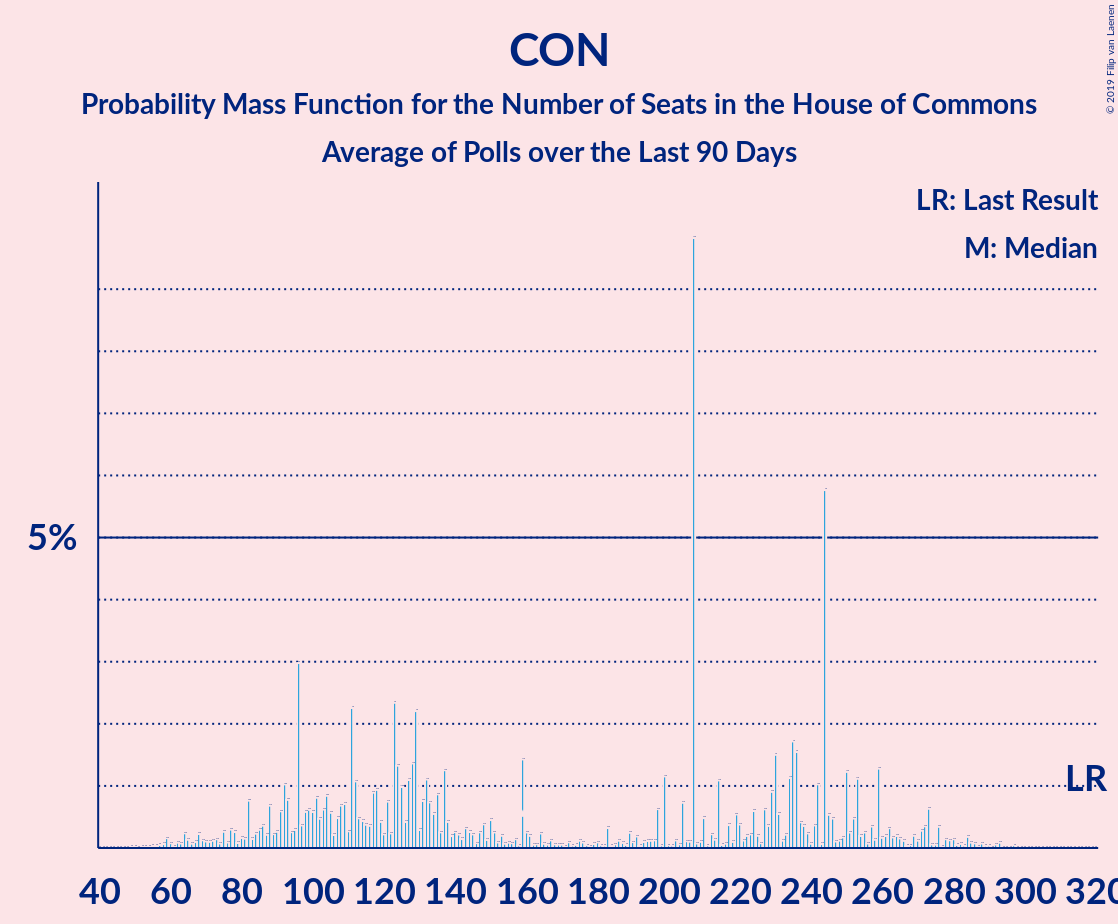 CON
Probability Mass Function for the Number of Seats in the House of Commons
Average of Polls over the Last 90 Days
© 2019 Filip van Laenen
LR: Last Result
M: Median
5%
LR
40 60 80 100 120 140 160 180 200 220 240 260 280 300 320